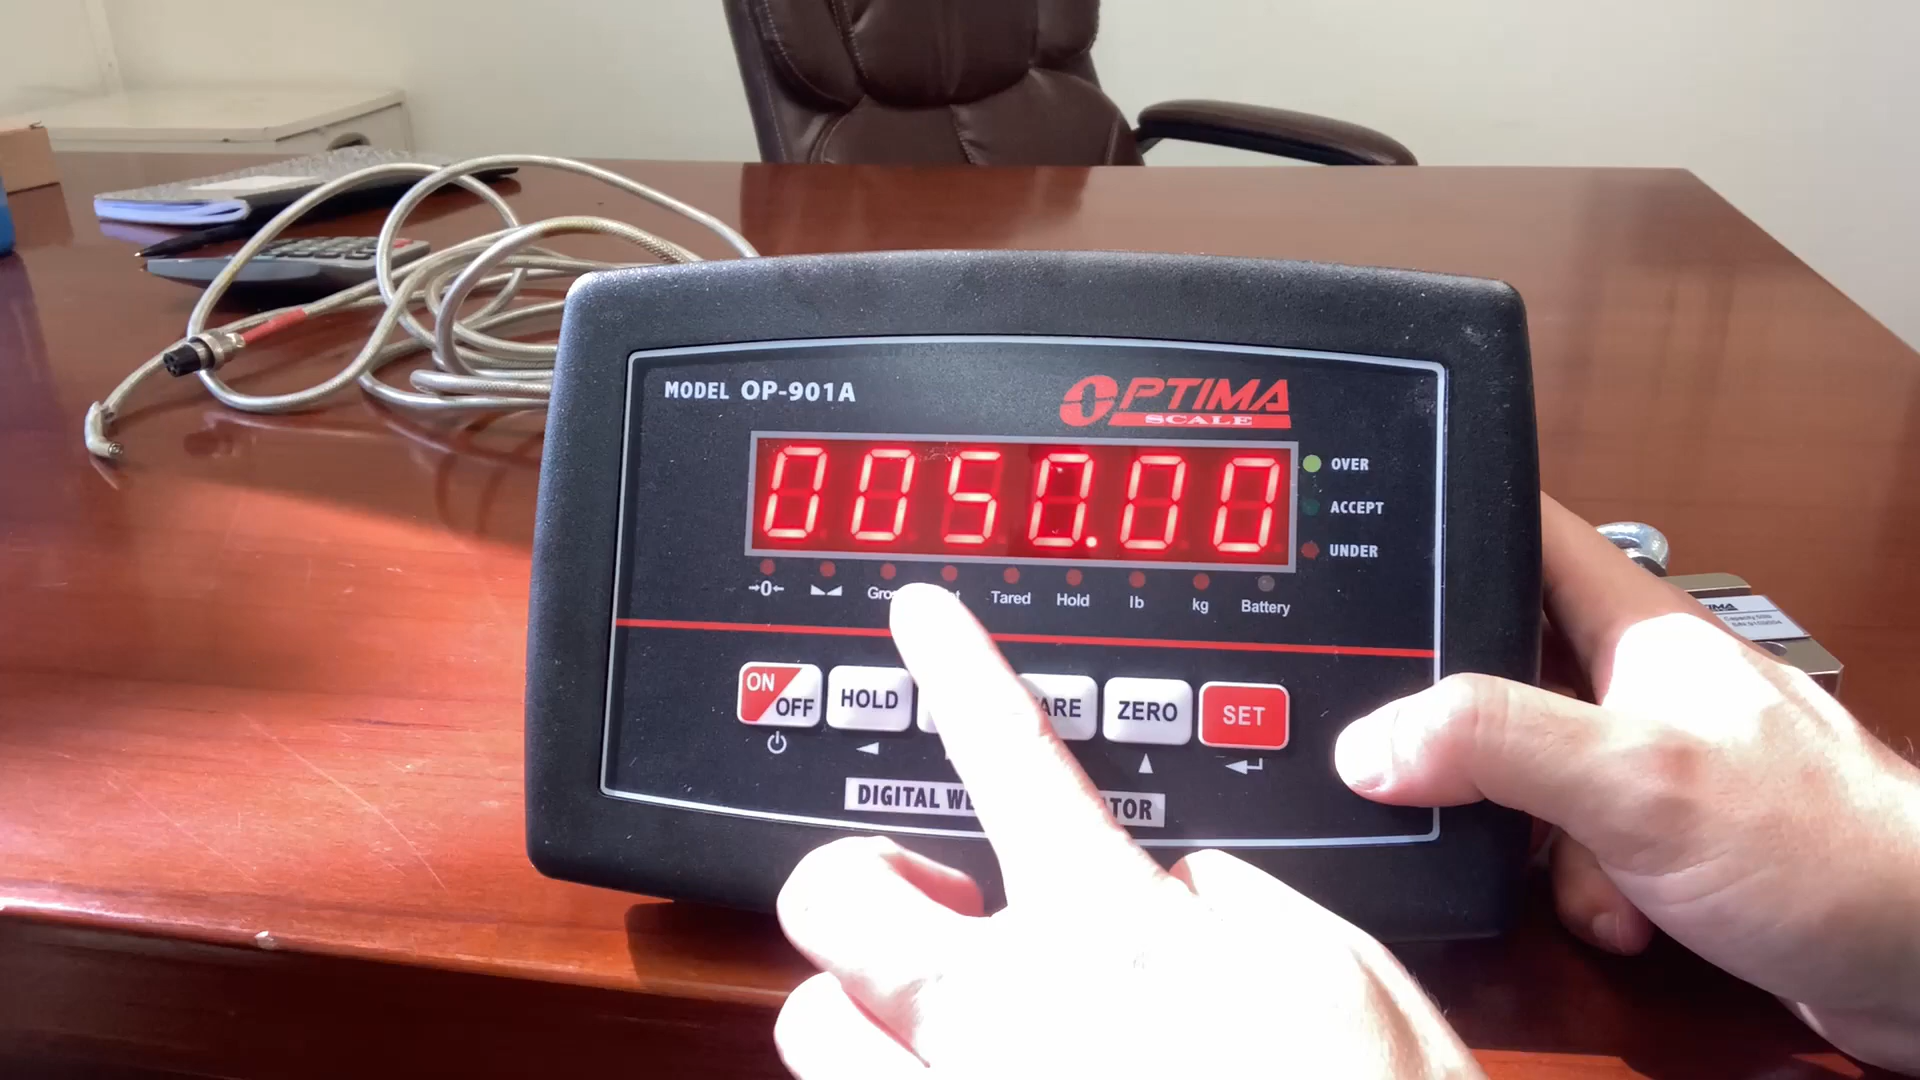 MODEL OP-901A
OPTIMA
SCALE
0050.00
OVER
ACCEPT
UNDER
→0←
Tared Hold lb kg Battery
ON OFF
HOLD
ZERO
SET
DIGITAL